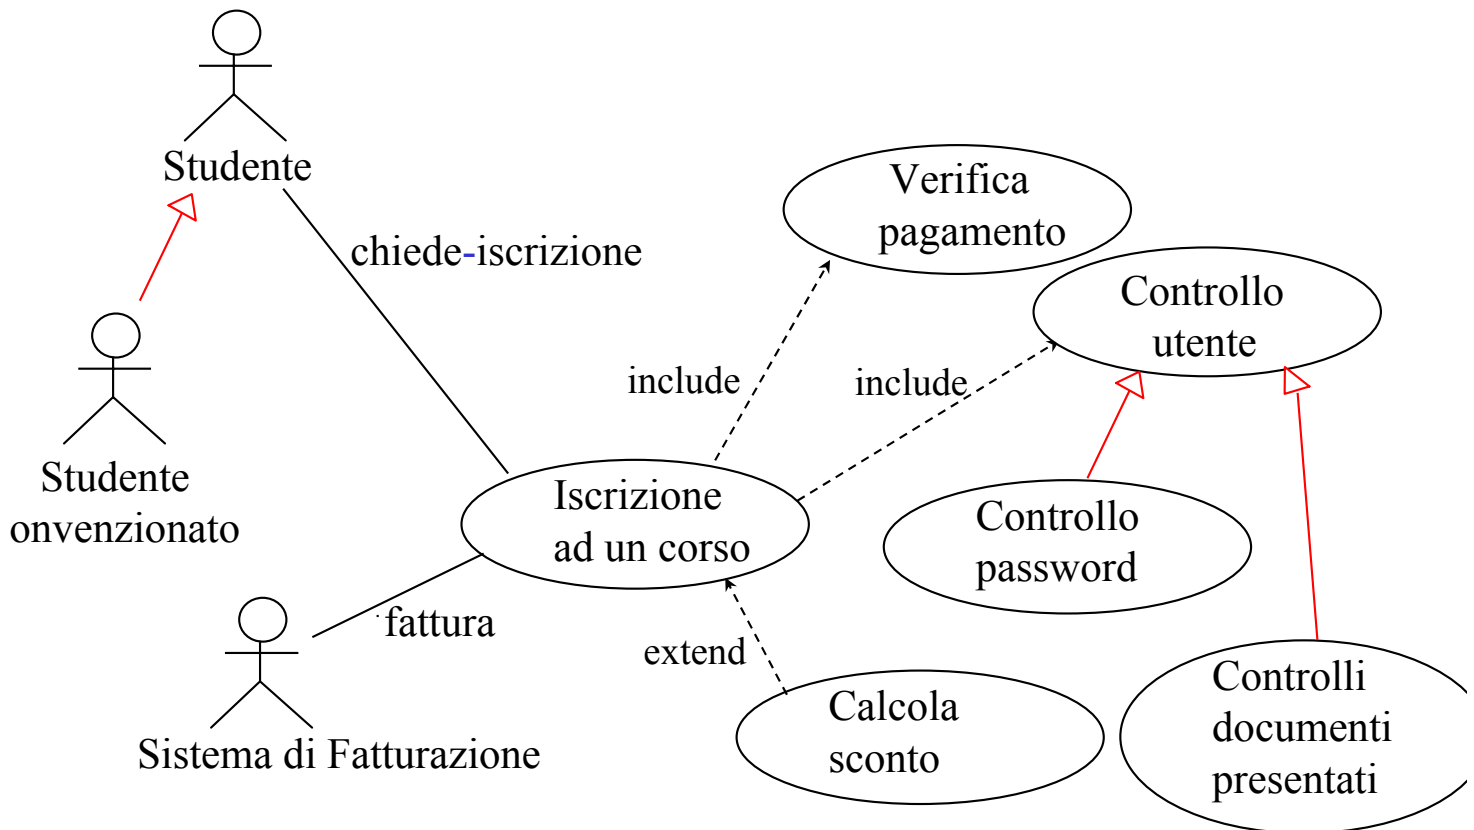 Studente
chiede-iscrizione
Verifica
pagamento
Controllo
utente
include
include
Studente
onvenzionato
Iscrizione
ad un corso
Controllo
password
fattura
extend
Sistema di Fatturazione
Calcola
sconto
Controlli
documenti
presentati